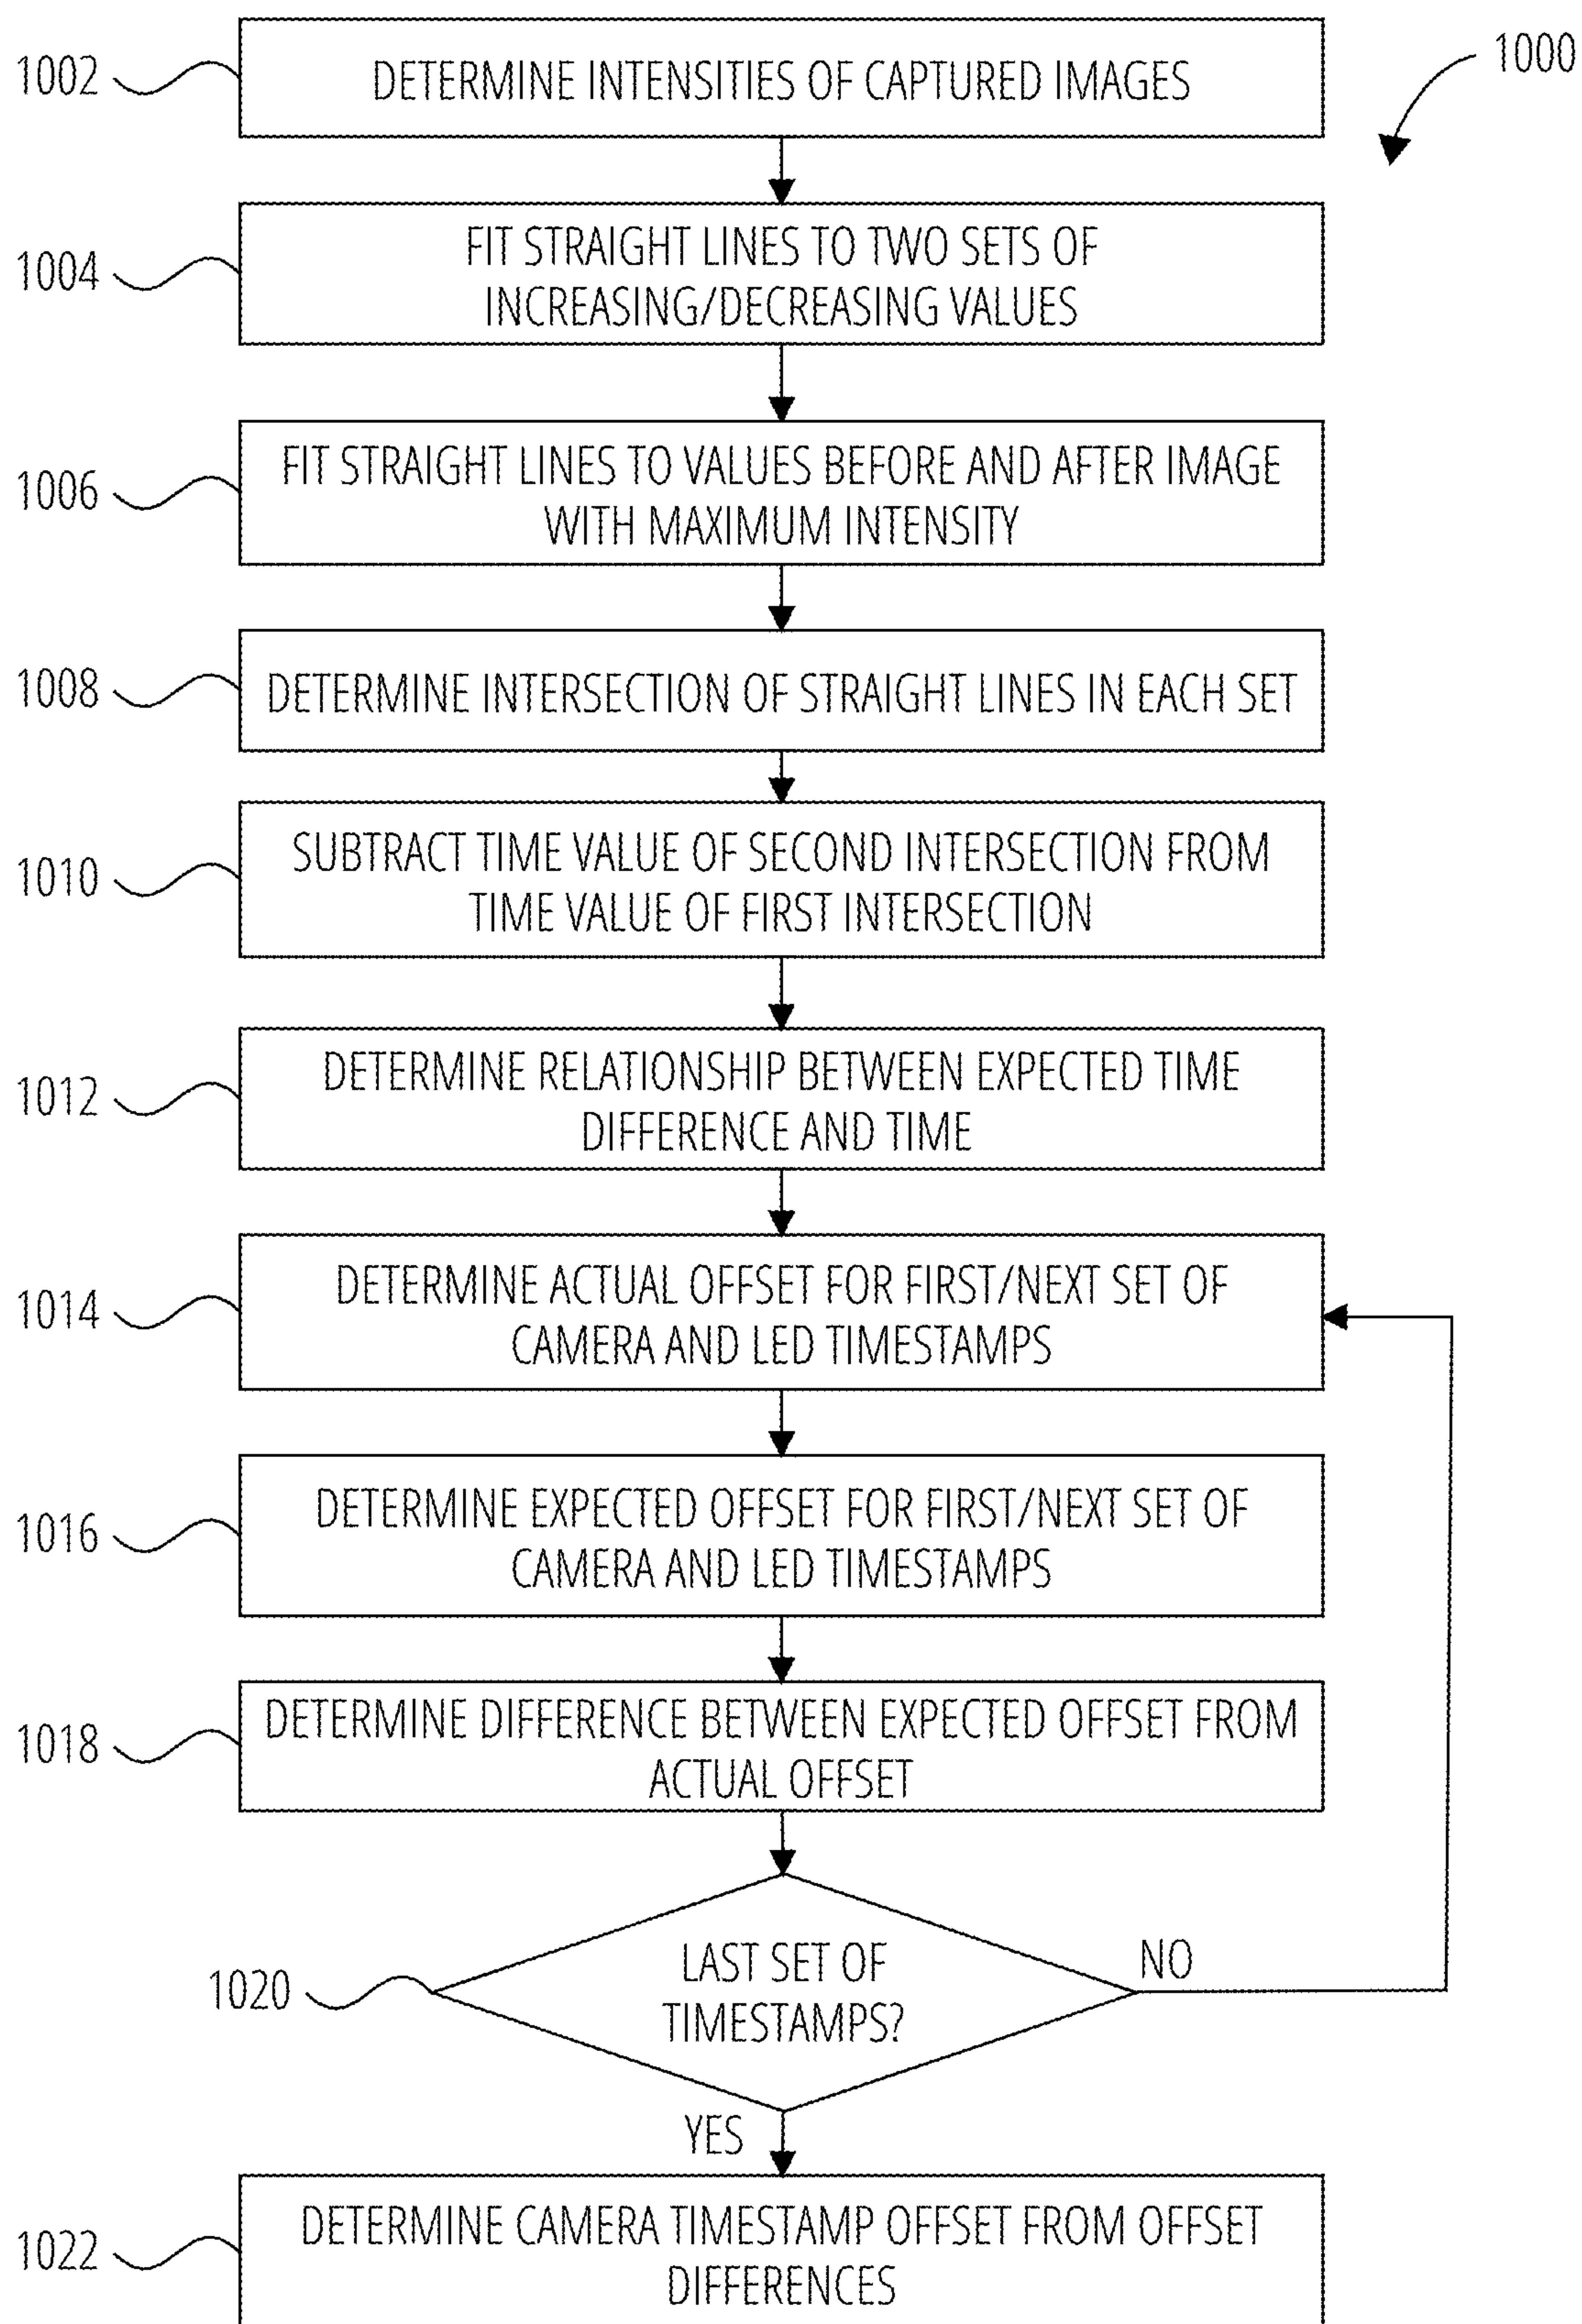 1000
1002
DETERMINE INTENSITIES OF CAPTURED IMAGES
1004
FIT STRAIGHT LINES TO TWO SETS OF
INCREASING/DECREASING VALUES
1006
FIT STRAIGHT LINES TO VALUES BEFORE AND AFTER IMAGE
WITH MAXIMUM INTENSITY
1008
DETERMINE INTERSECTION OF STRAIGHT LINES IN EACH SET
1010
SUBTRACT TIME VALUE OF SECOND INTERSECTION FROM
TIME VALUE OF FIRST INTERSECTION
1012
DETERMINE RELATIONSHIP BETWEEN EXPECTED TIME
DIFFERENCE AND TIME
1014
DETERMINE ACTUAL OFFSET FOR FIRST/NEXT SET OF
CAMERA AND LED TIMESTAMPS
1016
DETERMINE EXPECTED OFFSET FOR FIRST/NEXT SET OF
CAMERA AND LED TIMESTAMPS
1018
DETERMINE DIFFERENCE BETWEEN EXPECTED OFFSET FROM
ACTUAL OFFSET
1020
LAST SET OF
TIMESTAMPS?
NO
YES
1022
DETERMINE CAMERA TIMESTAMP OFFSET FROM OFFSET
DIFFERENCES